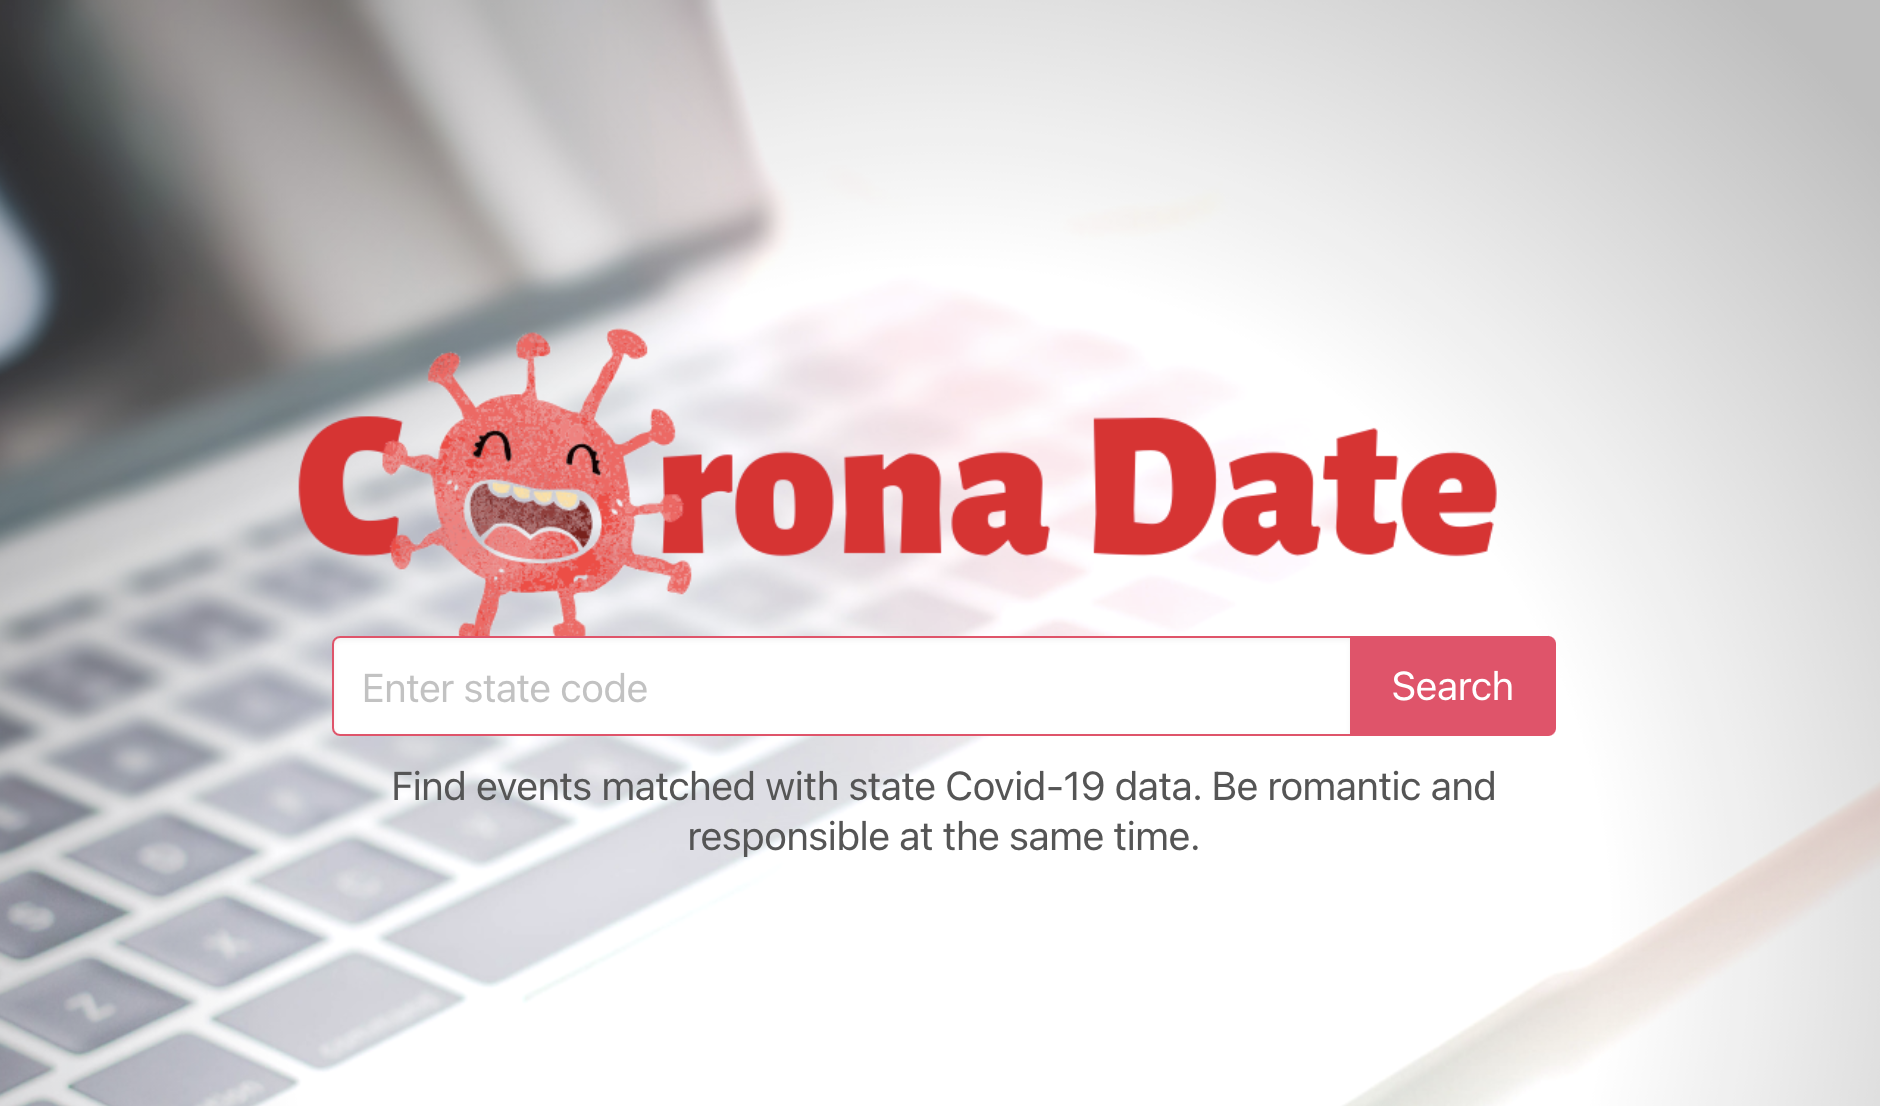 Corona Date
Enter state code
Search
Find events matched with state Covid-19 data. Be romantic and
responsible at the same time.
Z
X
C
S
D
command